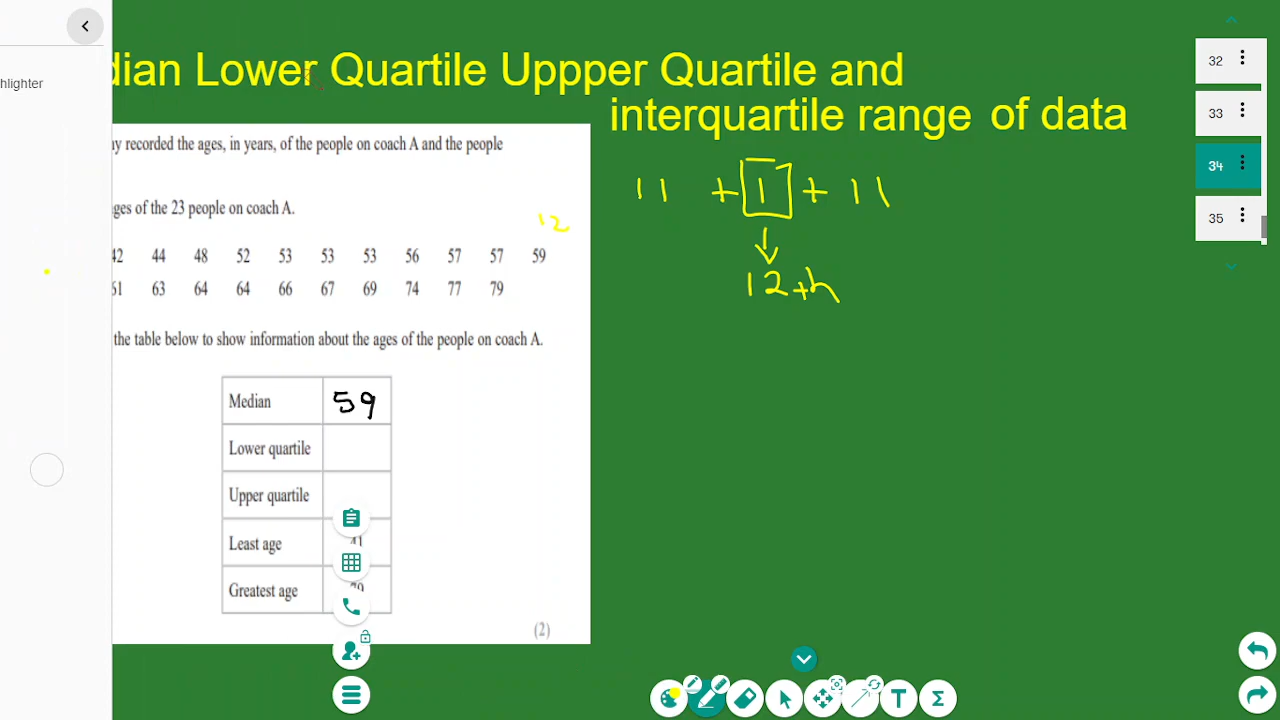 hlighter
dian Lower Quartile Uppper Quartile and
interquartile range of data
ny recorded the ages, in years, of the people on coach A and the people
ges of the 23 people on coach A.
12
42 44 48 52 53 53 53 56 57 57 59
61 63 64 64 66 67 69 74 77 79
the table below to show information about the ages of the people on coach A.
Median 59
Lower quartile
Upper quartile
Least age 41
Greatest age 79
(2)
11 + 1 + 11
12th
32
33
34
35
T
Σ